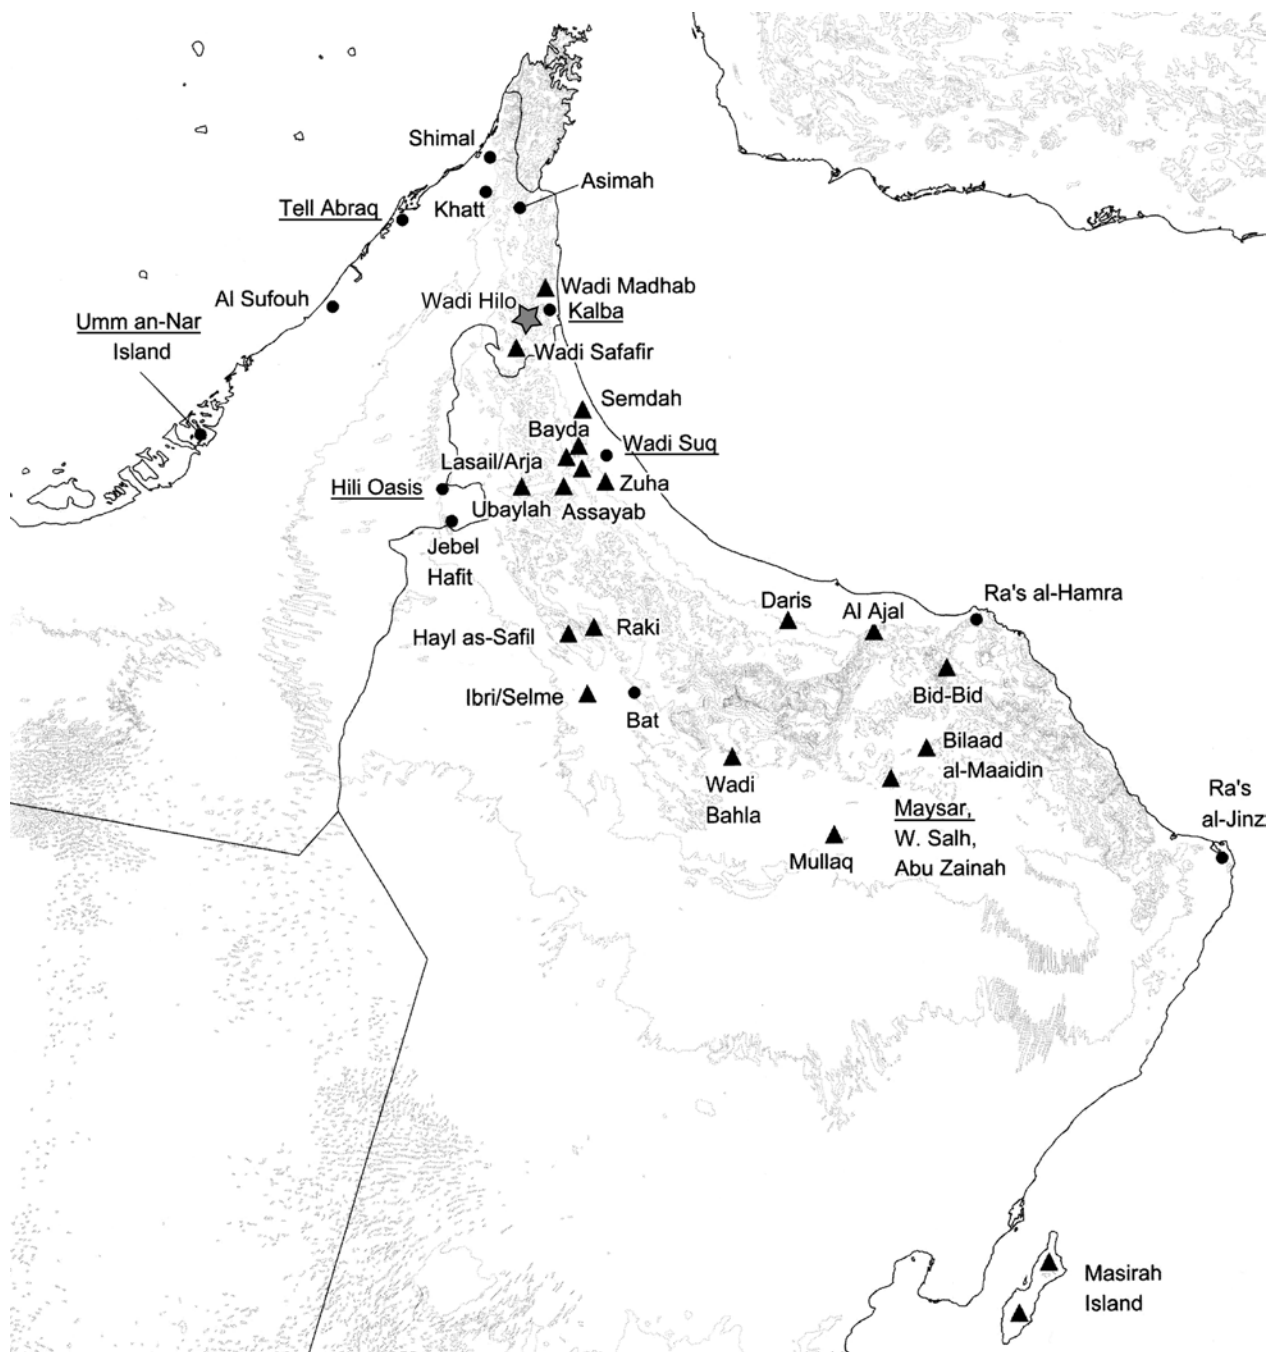 Shimal
Asimah
Khatt
Tell Abraq
Wadi Madhab
Al Sufouh
Wadi Hilo
Kalba
Umm an-Nar
Island
Wadi Safafir
Semdah
Bayda
Wadi Suq
Lasail/Arja
Hili Oasis
Zuha
Ubaylah
Assayab
Jebel
Hafit
Daris
Al Ajal
Ra's al-Hamra
Hayl as-Safil
Raki
Ibri/Selme
Bat
Bid-Bid
Bilaad
al-Maaidin
Wadi
Bahla
Ra's
al-Jinz
Maysar,
W. Salh,
Abu Zainah
Mullaq
Masirah
Island